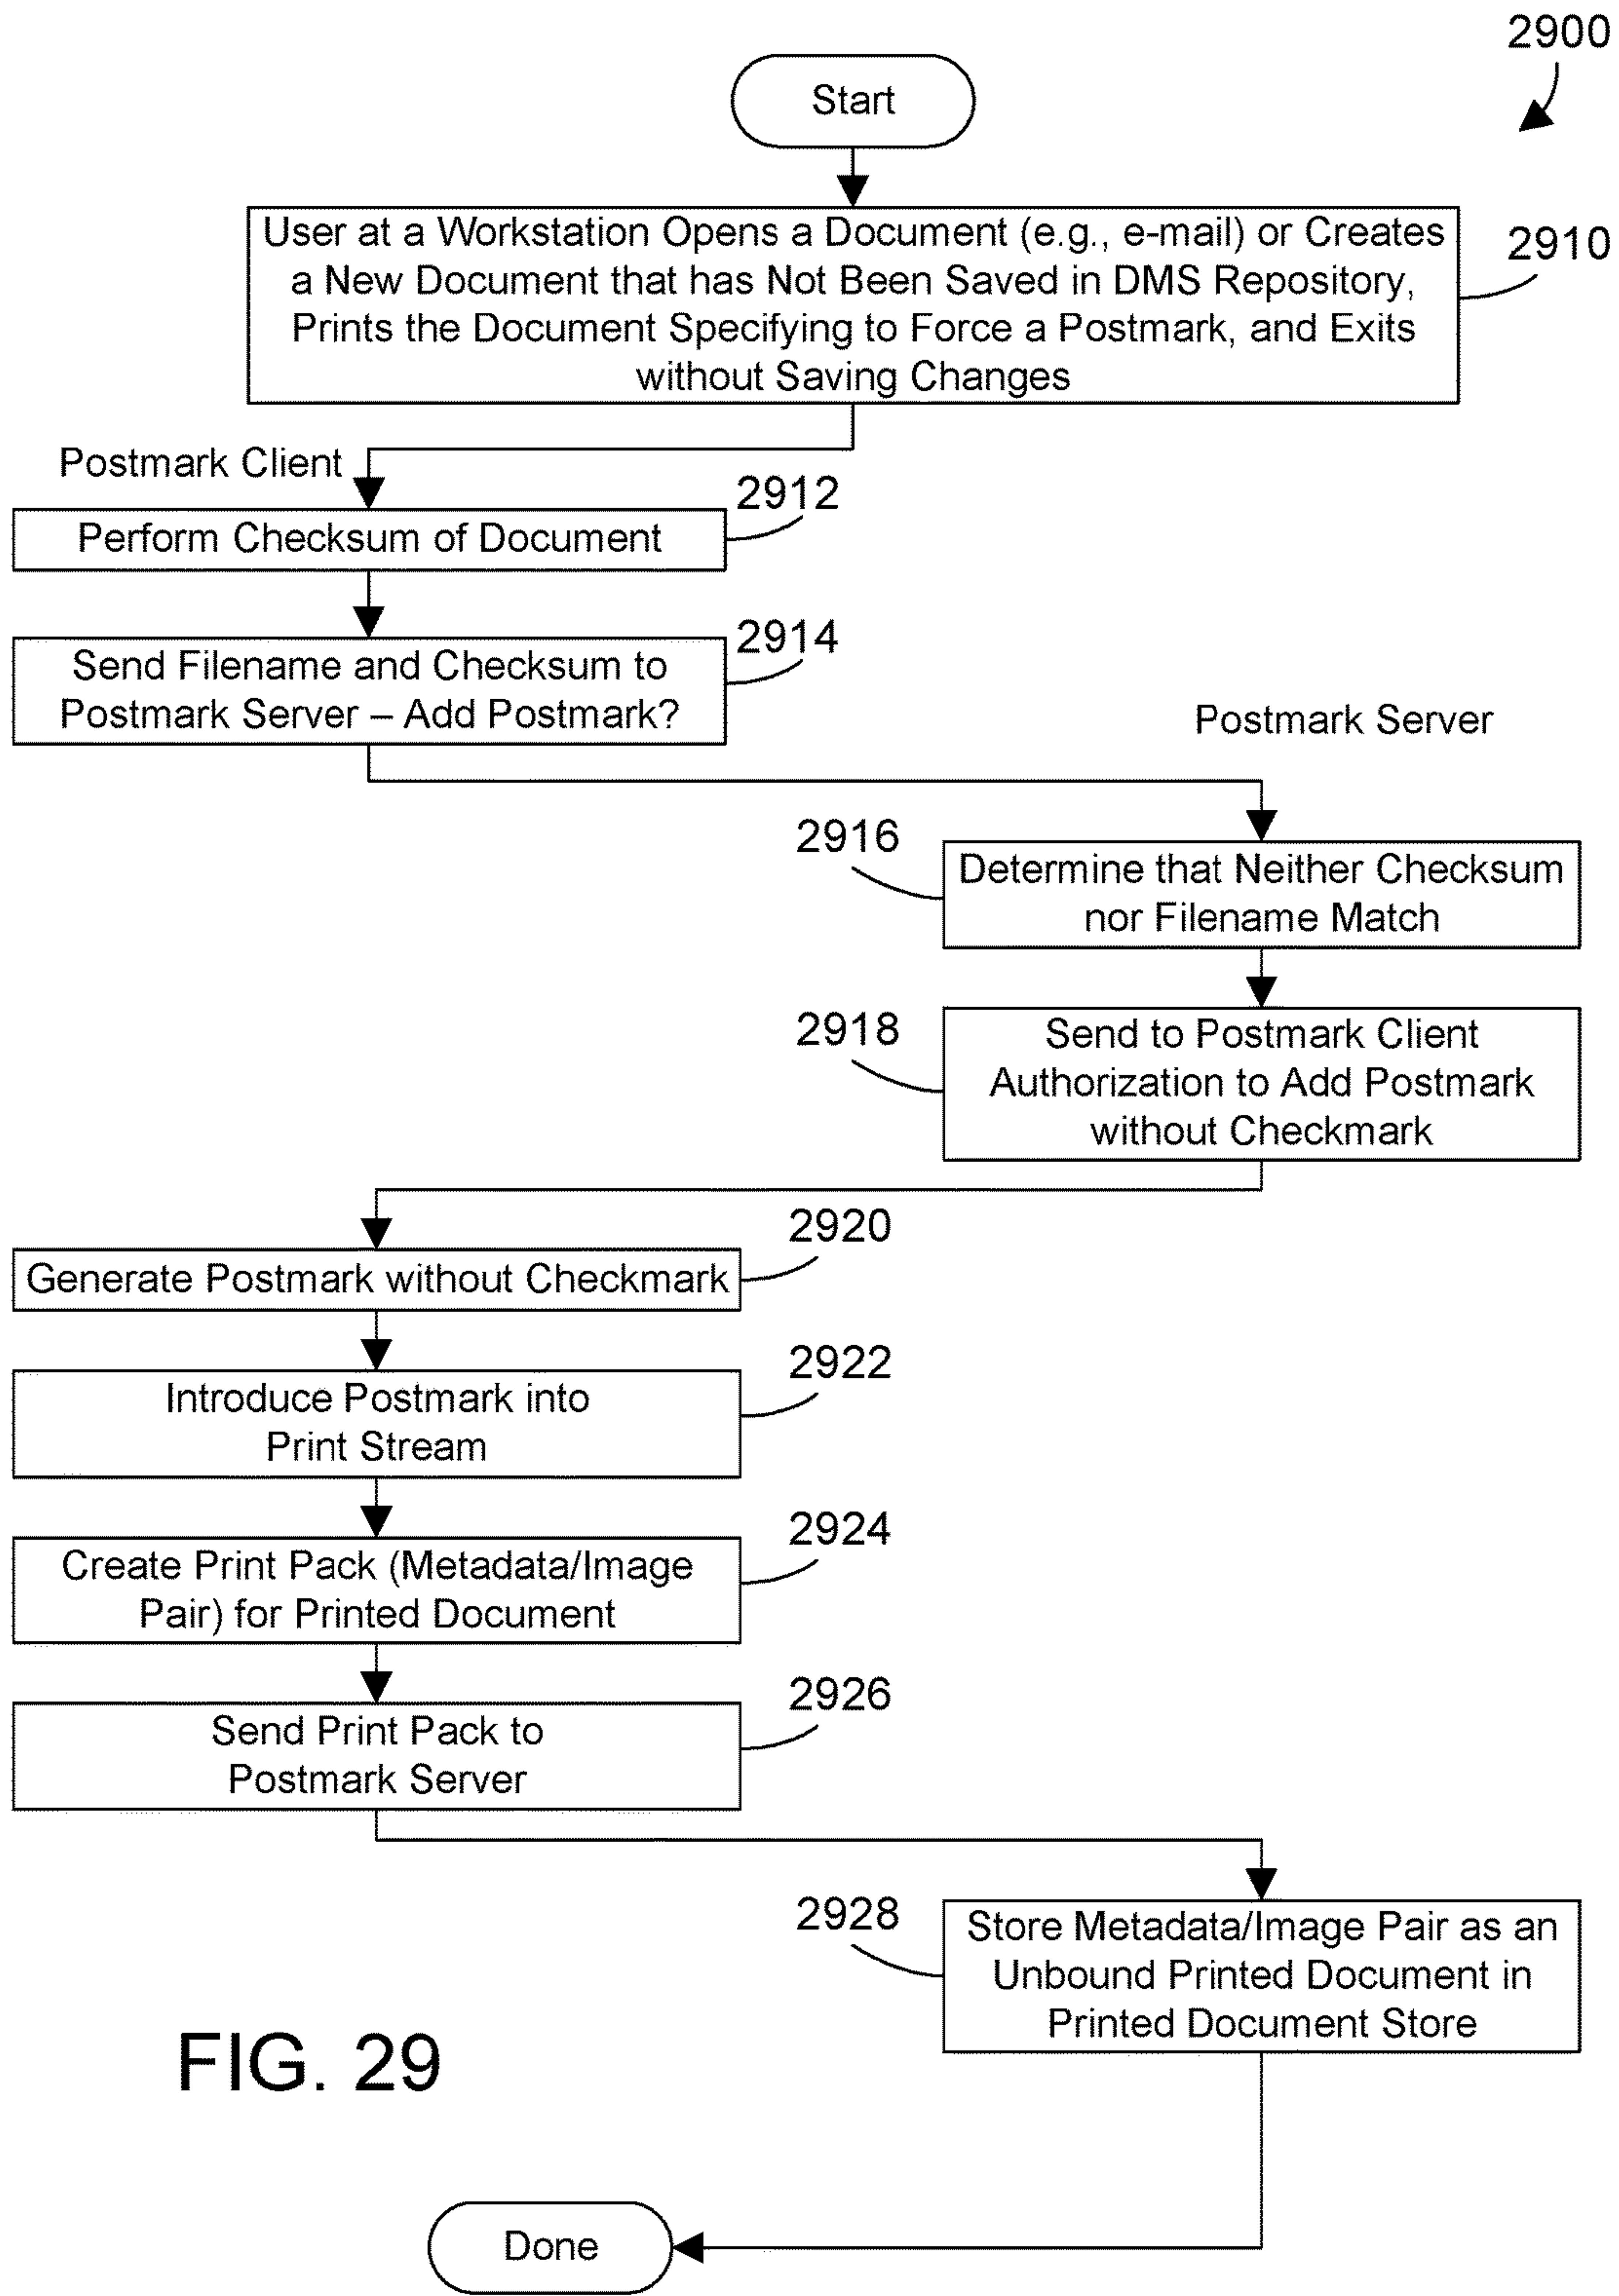 2900
Start
User at a Workstation Opens a Document (e.g., e-mail) or Creates
a New Document that has Not Been Saved in DMS Repository,
Prints the Document Specifying to Force a Postmark, and Exits
without Saving Changes
2910
Postmark Client
2912
Perform Checksum of Document
2914
Send Filename and Checksum to
Postmark Server – Add Postmark?
Postmark Server
2916
Determine that Neither Checksum
nor Filename Match
2918
Send to Postmark Client
Authorization to Add Postmark
without Checkmark
2920
Generate Postmark without Checkmark
2922
Introduce Postmark into
Print Stream
2924
Create Print Pack (Metadata/Image
Pair) for Printed Document
2926
Send Print Pack to
Postmark Server
2928
Store Metadata/Image Pair as an
Unbound Printed Document in
Printed Document Store
FIG. 29
Done